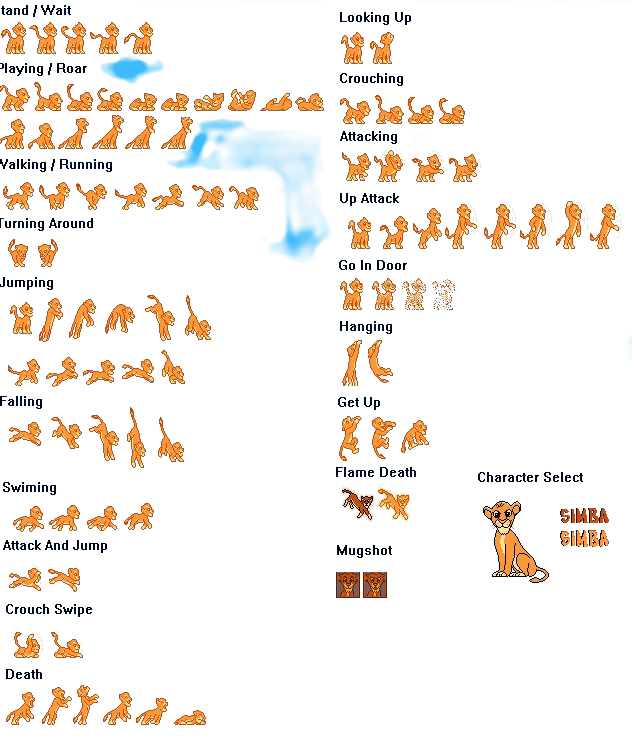 tand / Wait
Playing / Roar
Walking / Running
Turning Around
Jumping
Falling
Swiming
Attack And Jump
Crouch Swipe
Death
Looking Up
Crouching
Attacking
Up Attack
Go In Door
Hanging
Get Up
Flame Death
Mugshot
Character Select
SIMBA
SIMBA